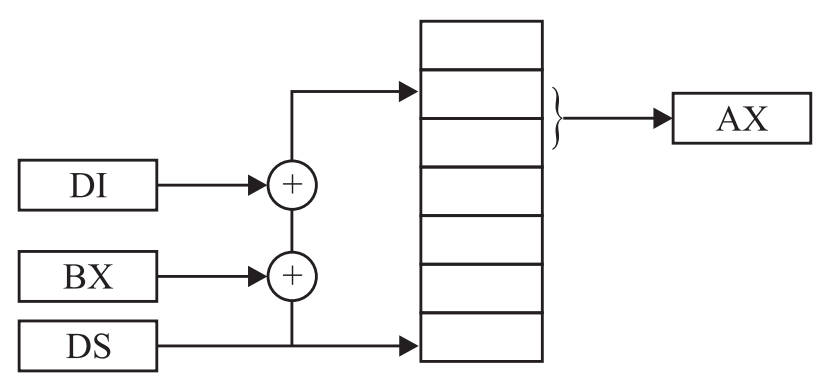 AX
DI
+
BX
+
DS